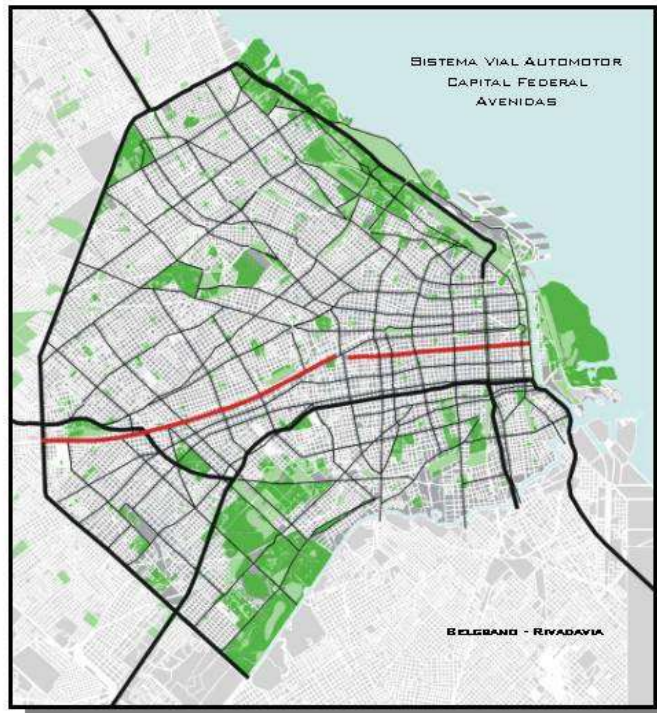 SISTEMA VIAL AUTOMOTOR
CAPITAL FEDERAL
AVENIDAS
BELGRANO - RIVADAVIA